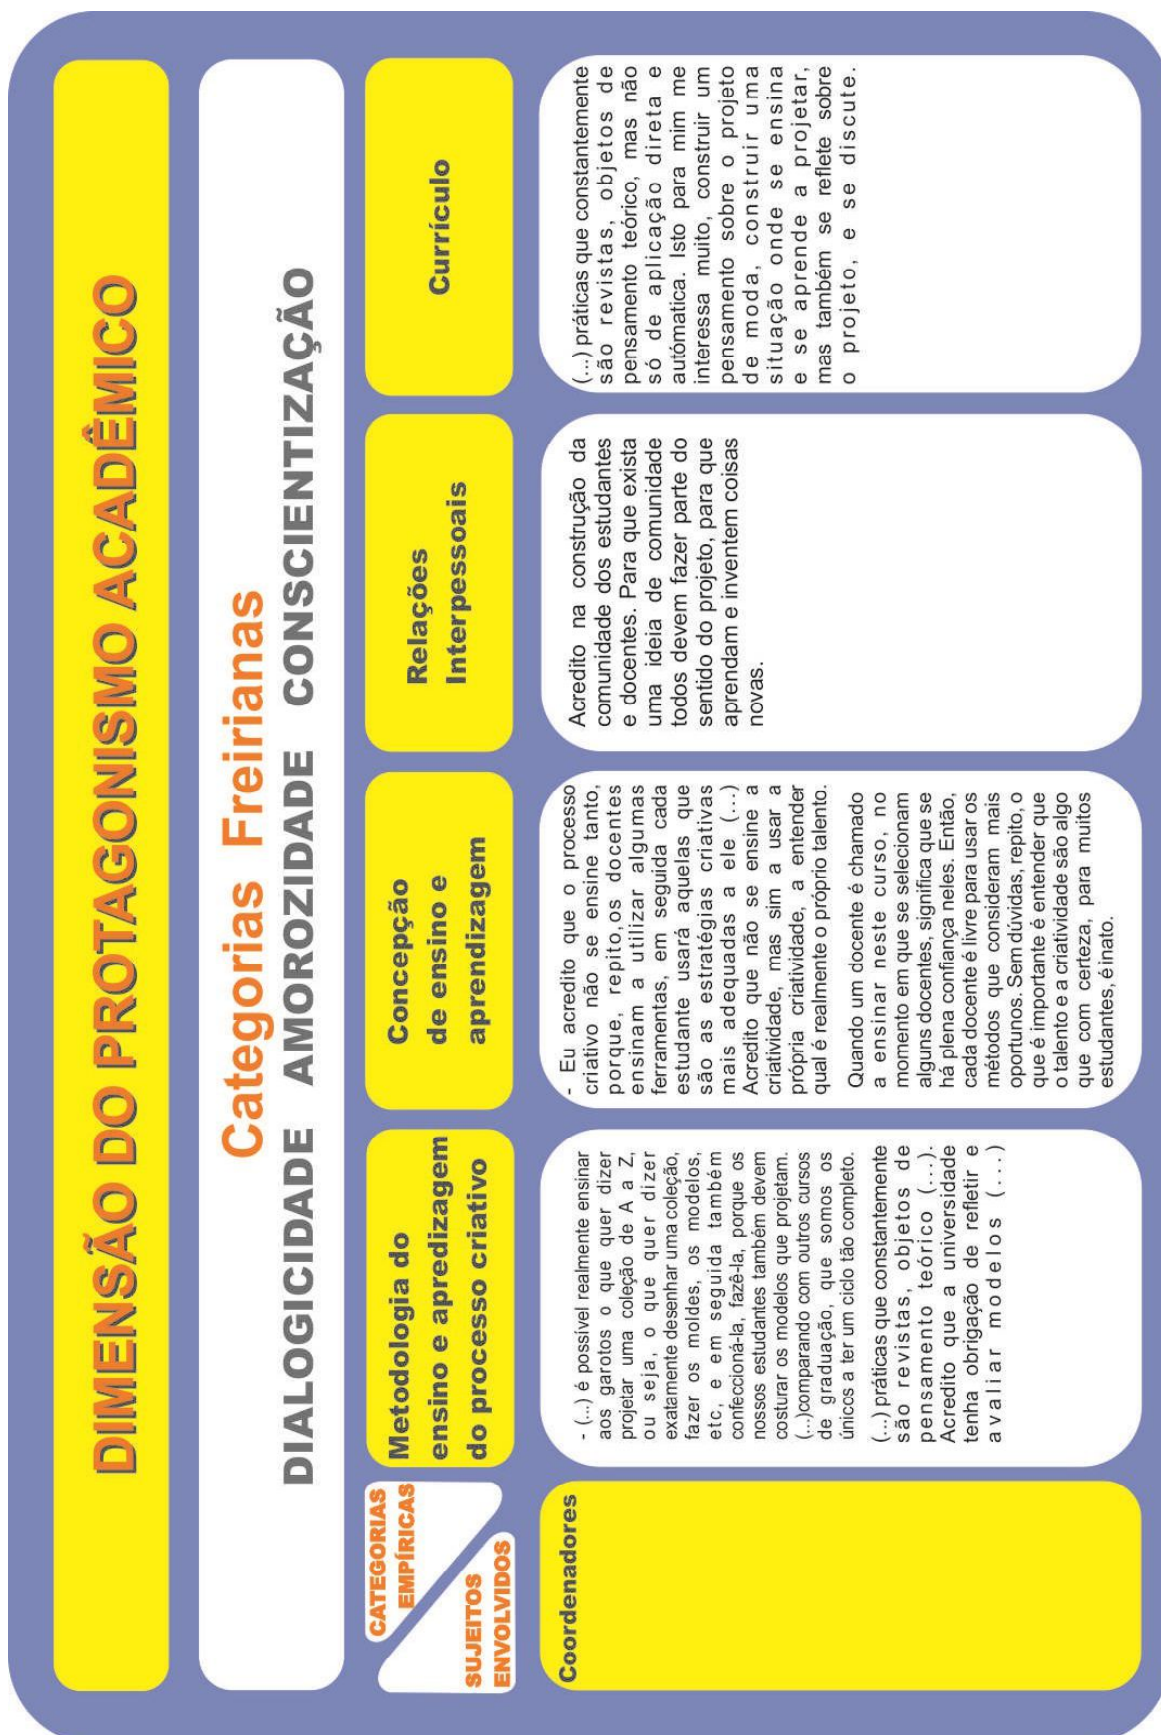 DIMENSÃO DO PROTAGONISMO ACADÊMICO
Categorias Freirianas
DIALOGICIDADE AMOROZIDADE CONSCIENTIZAÇÃO
CATEGORIAS
EMPÍRICAS
SUJEITOS
ENVOLVIDOS
Metodologia do
ensino e apredizagem
do processo criativo
Concepção
de ensino e
aprendizagem
Relações
Interpessoais
Currículo
Coordenadores
- (...) é possível realmente ensinar
aos garotos o que quer dizer
projetar uma coleção de A a Z,
ou seja, o que quer dizer
exatamente desenhar uma coleção,
fazer os moldes, os modelos,
etc, e em seguida também
confeccioná-la, fazê-la, porque os
nossos estudantes também devem
costurar os modelos que projetam.
(...)comparando com outros cursos
de graduação, que somos os
únicos a ter um ciclo tão completo.
(...) práticas que constantemente
são revistas, objetos de
pensamento teórico (...).
Acredito que a universidade
tenha obrigação de refletir e
avaliar modelos (...)
- Eu acredito que o processo
criativo não se ensine tanto,
porque, repito,os docentes
ensinam a utilizar algumas
ferramentas, em seguida cada
estudante usará aquelas que
são as estratégias criativas
mais adequadas a ele (...)
Acredito que não se ensine a
criatividade, mas sim a usar a
própria criatividade, a entender
qual é realmente o próprio talento.
Quando um docente é chamado
a ensinar neste curso, no
momento em que se selecionam
alguns docentes, significa que se
há plena confiança neles. Então,
cada docente é livre para usar os
métodos que consideram mais
oportunos. Sem dúvidas, repito, o
que é importante é entender que
o talento e a criatividade são algo
que com certeza, para muitos
estudantes, é inato.
Acredito na construção da
comunidade dos estudantes
e docentes. Para que exista
uma ideia de comunidade
todos devem fazer parte do
sentido do projeto, para que
aprendam e inventem coisas
novas.
(...) práticas que constantemente
são revistas, objetos de
pensamento teórico, mas não
só de aplicação direta e
autómatica. Isto para mim me
interessa muito, construir um
pensamento sobre o projeto
de moda, construir uma
situação onde se ensina
e se aprende a projetar,
mas também se reflete sobre
o projeto, e se discute.